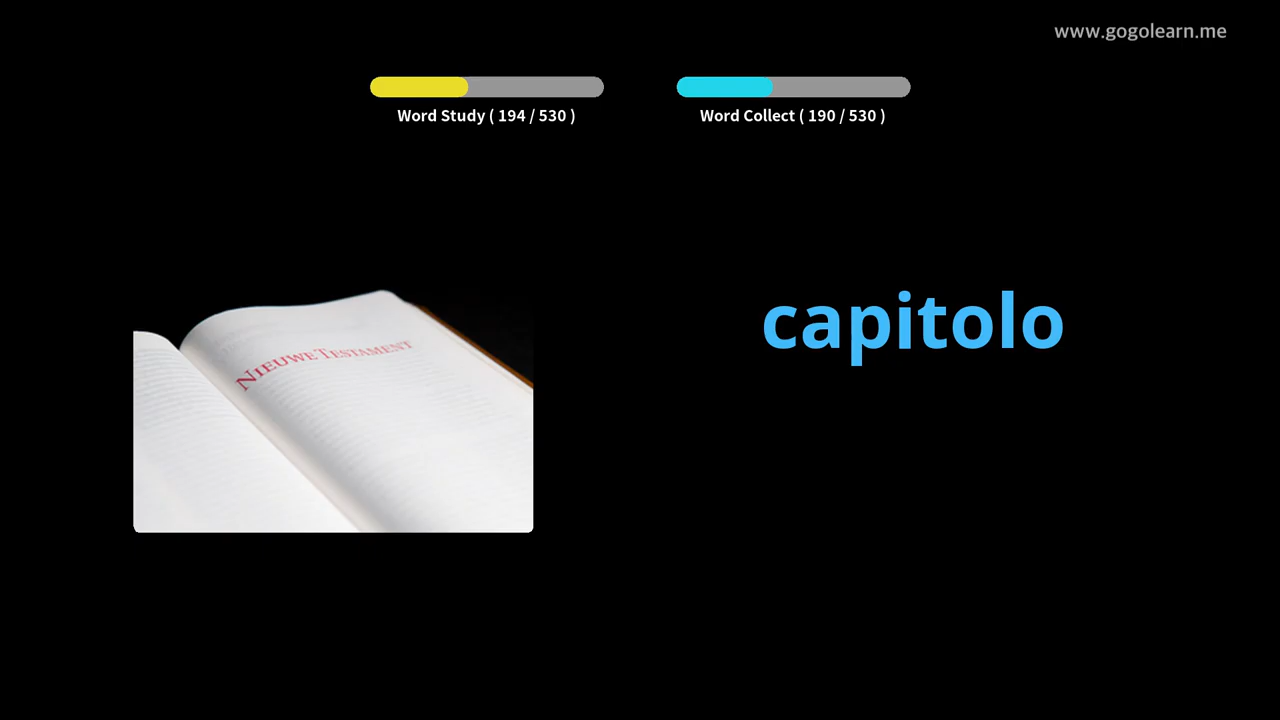 www.gogolearn.me
Word Study ( 194 / 530 )
Word Collect ( 190 / 530 )
capitolo
NIEUWE TESTAMENT